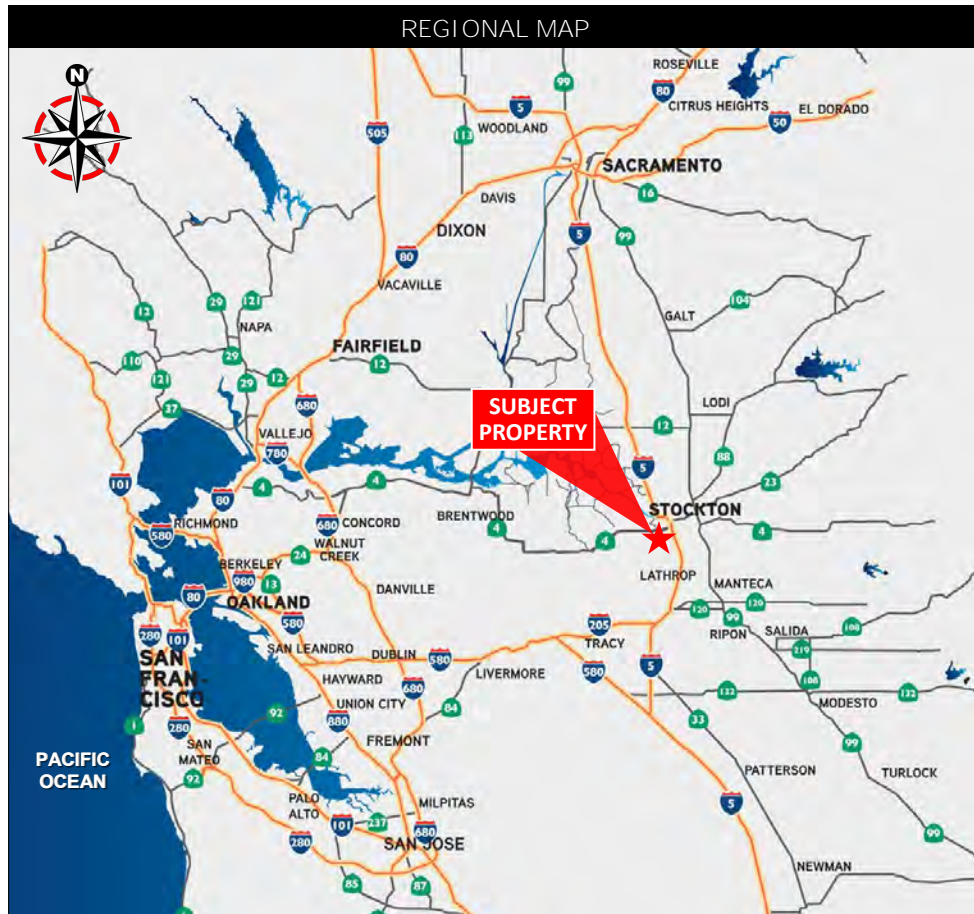 REGIONAL MAP
N
ROSEVILLE
99
80
5
CITRUS HEIGHTS
EL DORADO
505
WOODLAND
50
113
SACRAMENTO
16
DAVIS
DIXON
5
99
80
VACAVILLE
29
121
12
104
GALT
NAPA
FAIRFIELD
110
29
12
121
29
12
SUBJECT
PROPERTY
LODI
37
680
12
VALLEJO
88
780
5
101
4
4
23
80
STOCKTON
BRENTWOOD
RICHMOND
680
CONCORD
4
4
580
WALNUT
CREEK
4
24
BERKELEY
980
13
LATHROP
MANTECA
80
OAKLAND
DANVILLE
120
120
99
580
205
RIPON
SALIDA
108
280
101
SAN LEANDRO
DUBLIN
TRACY
219
SAN
FRAN-
CISCO
580
LIVERMORE
580
5
HAYWARD
680
108
132
132
UNION CITY
84
MODESTO
1
92
280
880
33
SAN
MATEO
FREMONT
99
PACIFIC
OCEAN
84
92
PATTERSON
TURLOCK
PALO
ALTO
MILPITAS
5
101
237
680
99
280
SAN JOSE
NEWMAN
85
87